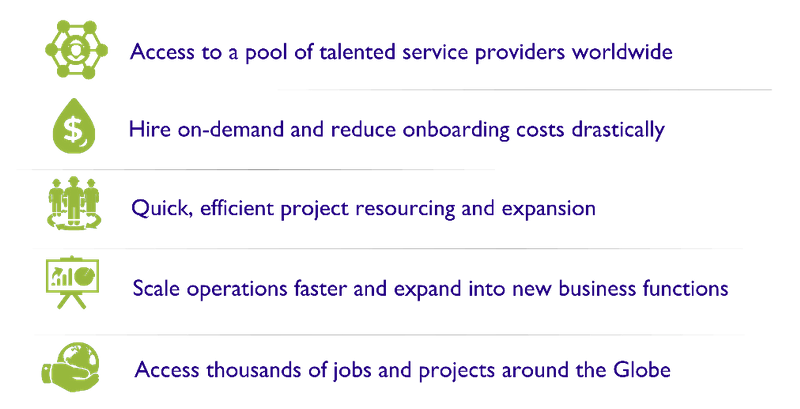 Access to a pool of talented service providers worldwide
$
Hire on-demand and reduce onboarding costs drastically
Quick, efficient project resourcing and expansion
Scale operations faster and expand into new business functions
Access thousands of jobs and projects around the Globe